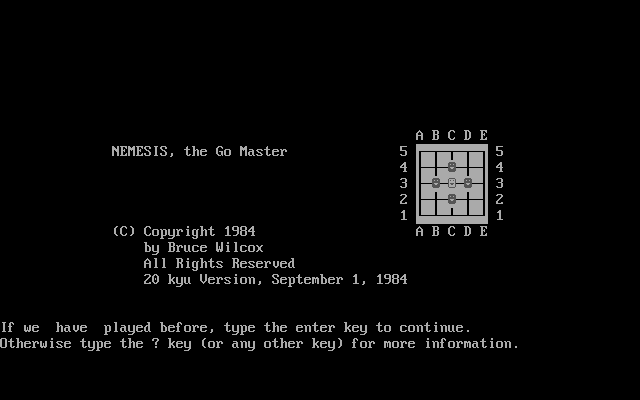 A B C D E
NEMESIS, the Go Master
5 5
4 4
3 3
2 2
1 1
A B C D E
(C) Copyright 1984
by Bruce Wilcox
All Rights Reserved
20 kyu Version, September 1, 1984
If we  have  played before, type the enter key to continue.
Otherwise type the ? key (or any other key) for more information.